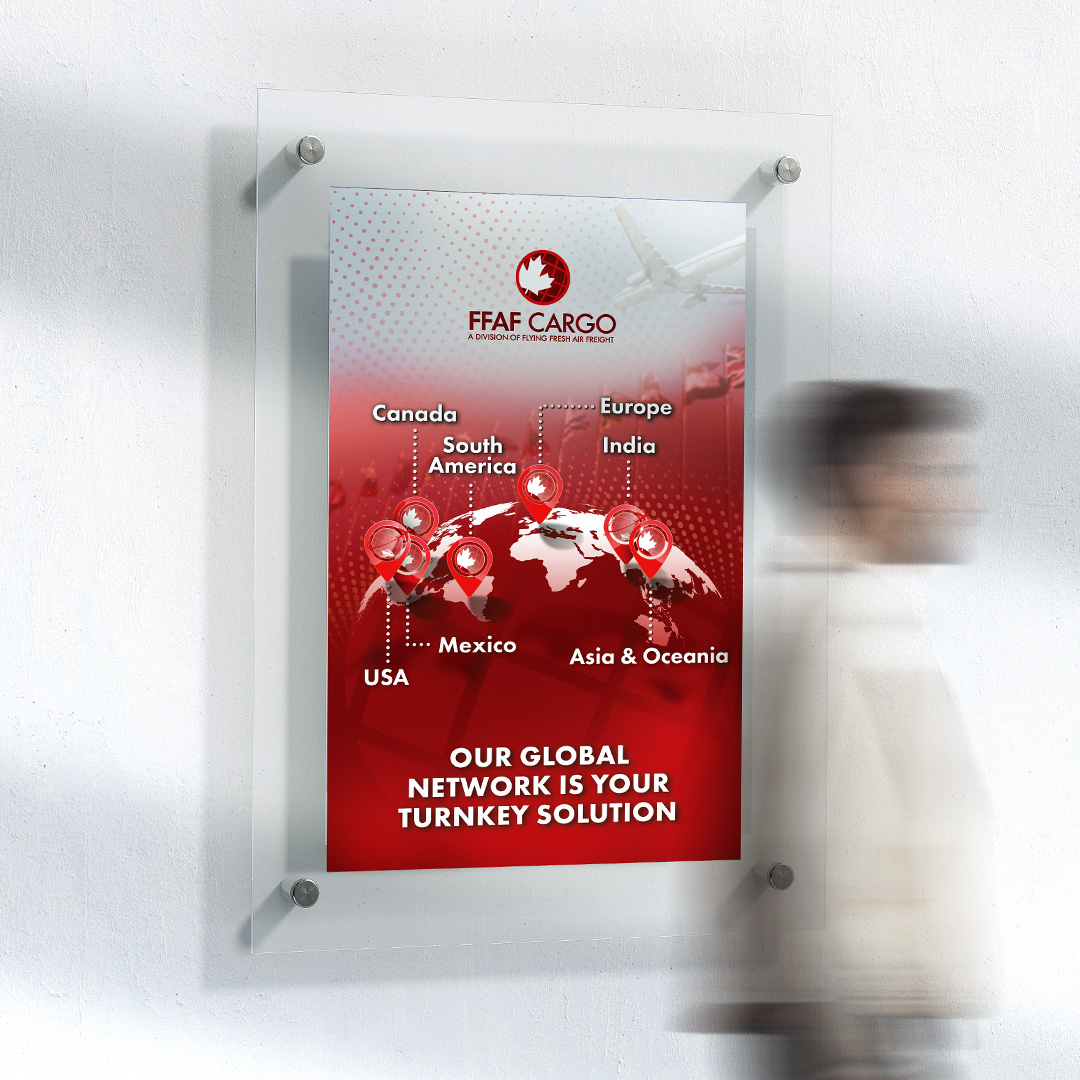 FFAF CARGO
A DIVISION OF FLYING FRESH AIR FREIGHT
Canada
Europe
South
America
India
Mexico
Asia & Oceania
USA
OUR GLOBAL
NETWORK IS YOUR
TURNKEY SOLUTION